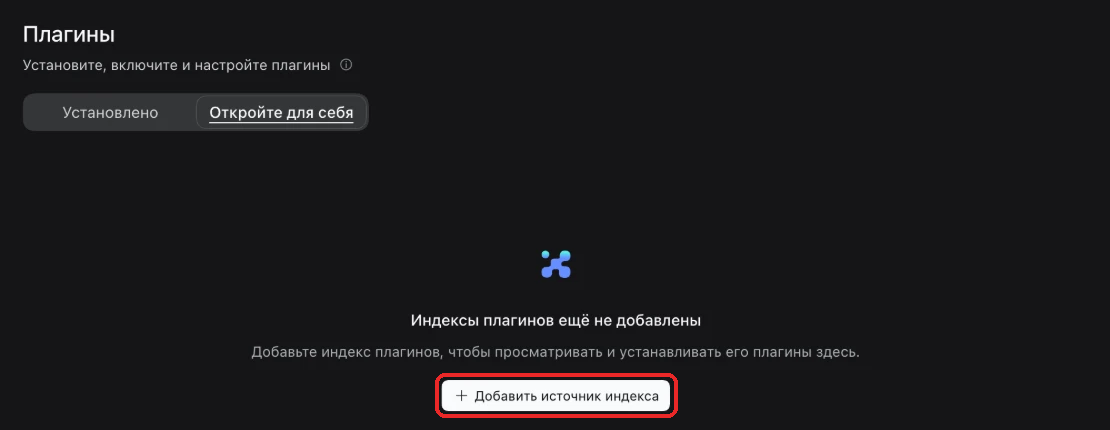 Плагины
Установите, включите и настройте плагины
Установлено
Откройте для себя
Индексы плагинов ещё не добавлены
Добавьте индекс плагинов, чтобы просматривать и устанавливать его плагины здесь.
+ Добавить источник индекса